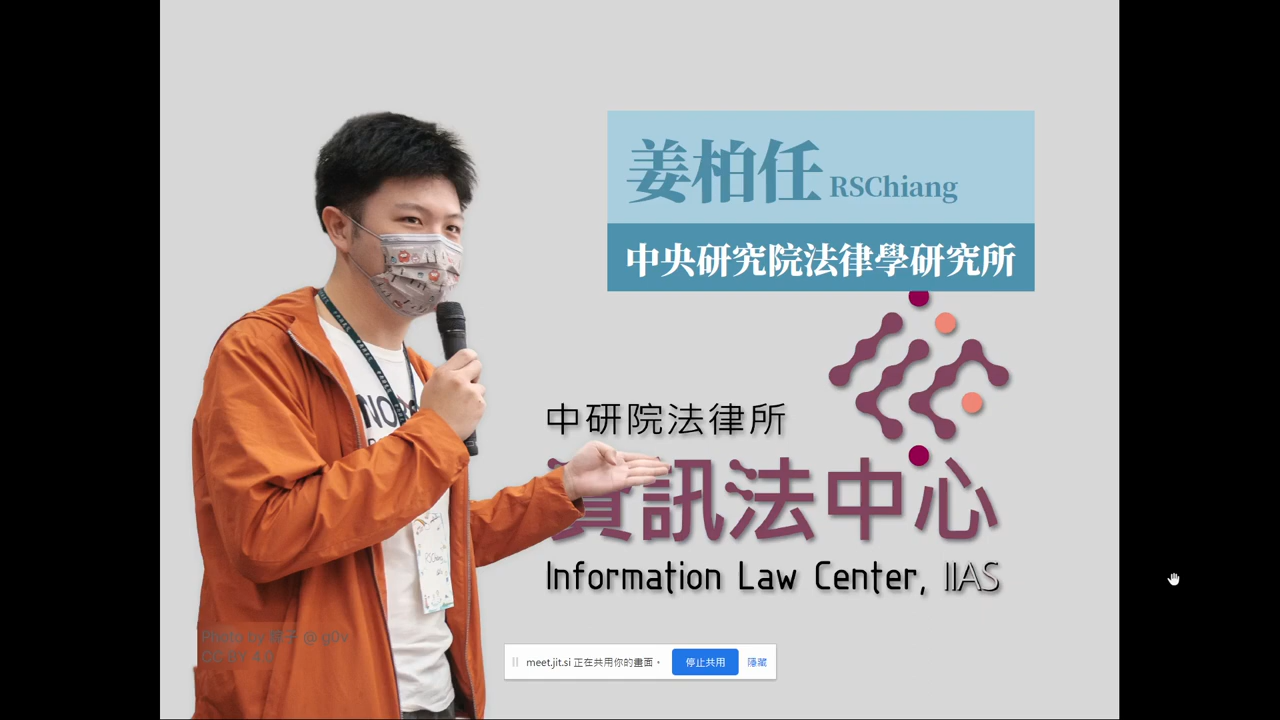 姜柏任 RSChiang
中央研究院法律學研究所
中研院法律所
資訊法中心
Information Law Center, IIAS
NO
Photo by @ g0v
CC BY 4.0
meet.jit.si 正在共用你的畫面。
停止共用
隱藏